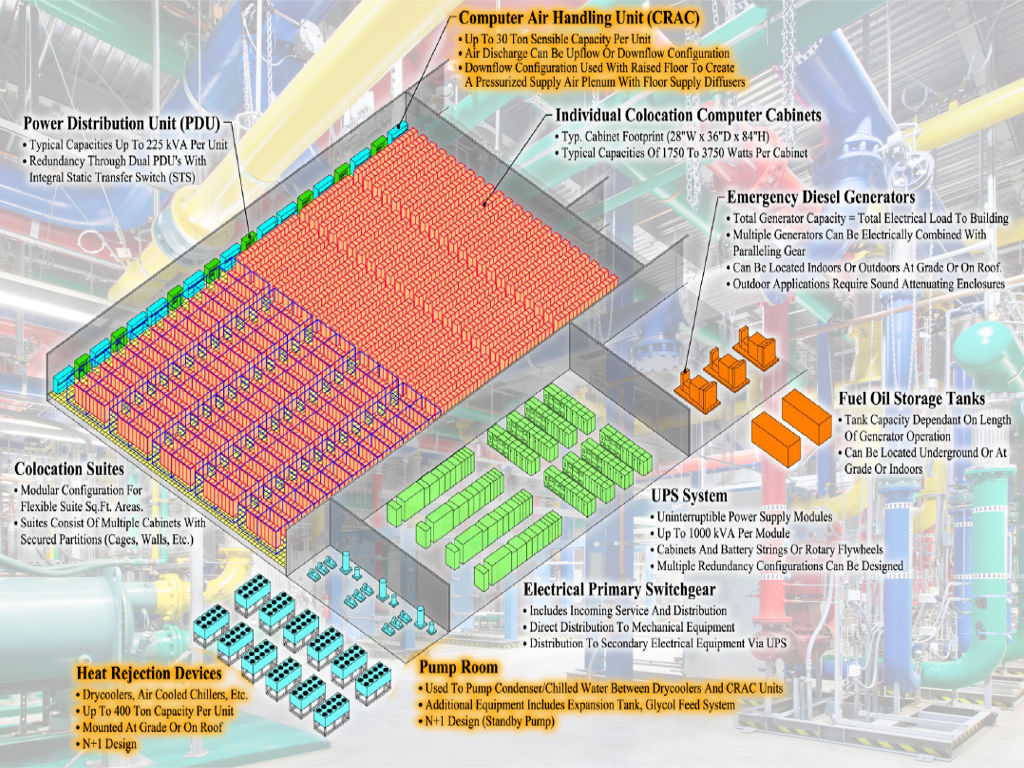 Computer Air Handling Unit (CRAC)
• Up To 30 Ton Sensible Capacity Per Unit
• Air Discharge Can Be Upflow Or Downflow Configuration
• Downflow Configuration Used With Raised Floor To Create
A Pressurized Supply Air Plenum With Floor Supply Diffusers
Power Distribution Unit (PDU)
• Typical Capacities Up To 225 kVA Per Unit
• Redundancy Through Dual PDU's With
Integral Static Transfer Switch (STS)
Individual Colocation Computer Cabinets
• Typ. Cabinet Footprint (28"W x 36"D x 84"H)
• Typical Capacities Of 1750 To 3750 Watts Per Cabinet
Emergency Diesel Generators
• Total Generator Capacity = Total Electrical Load To Building
• Multiple Generators Can Be Electrically Combined With
Paralleling Gear
• Can Be Located Indoors Or Outdoors At Grade Or On Roof.
• Outdoor Applications Require Sound Attenuating Enclosures
Fuel Oil Storage Tanks
• Tank Capacity Dependant On Length
Of Generator Operation
• Can Be Located Underground Or At
Grade Or Indoors
Colocation Suites
• Modular Configuration For
Flexible Suite Sq.Ft. Areas.
• Suites Consist Of Multiple Cabinets With
Secured Partitions (Cages, Walls, Etc.)
UPS System
• Uninterruptible Power Supply Modules
• Up To 1000 kVA Per Module
• Cabinets And Battery Strings Or Rotary Flywheels
• Multiple Redundancy Configurations Can Be Designed
Electrical Primary Switchgear
• Includes Incoming Service And Distribution
• Direct Distribution To Mechanical Equipment
• Distribution To Secondary Electrical Equipment Via UPS
Heat Rejection Devices
• Drycoolers, Air Cooled Chillers, Etc.
• Up To 400 Ton Capacity Per Unit
• Mounted At Grade Or On Roof
• N+1 Design
Pump Room
• Used To Pump Condenser/Chilled Water Between Drycoolers And CRAC Units
• Additional Equipment Includes Expansion Tank, Glycol Feed System
• N+1 Design (Standby Pump)